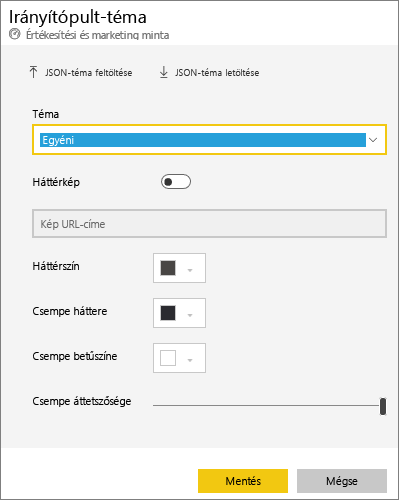 Irányítópult-téma
Értékesítési és marketing minta
JSON-téma feltöltése JSON-téma letöltése
Téma
Egyéni
Háttérkép
Kép URL-címe
Háttérszín
Csempe háttere
Csempe betűszíne
Csempe áttetszősége
Mentés Mégse